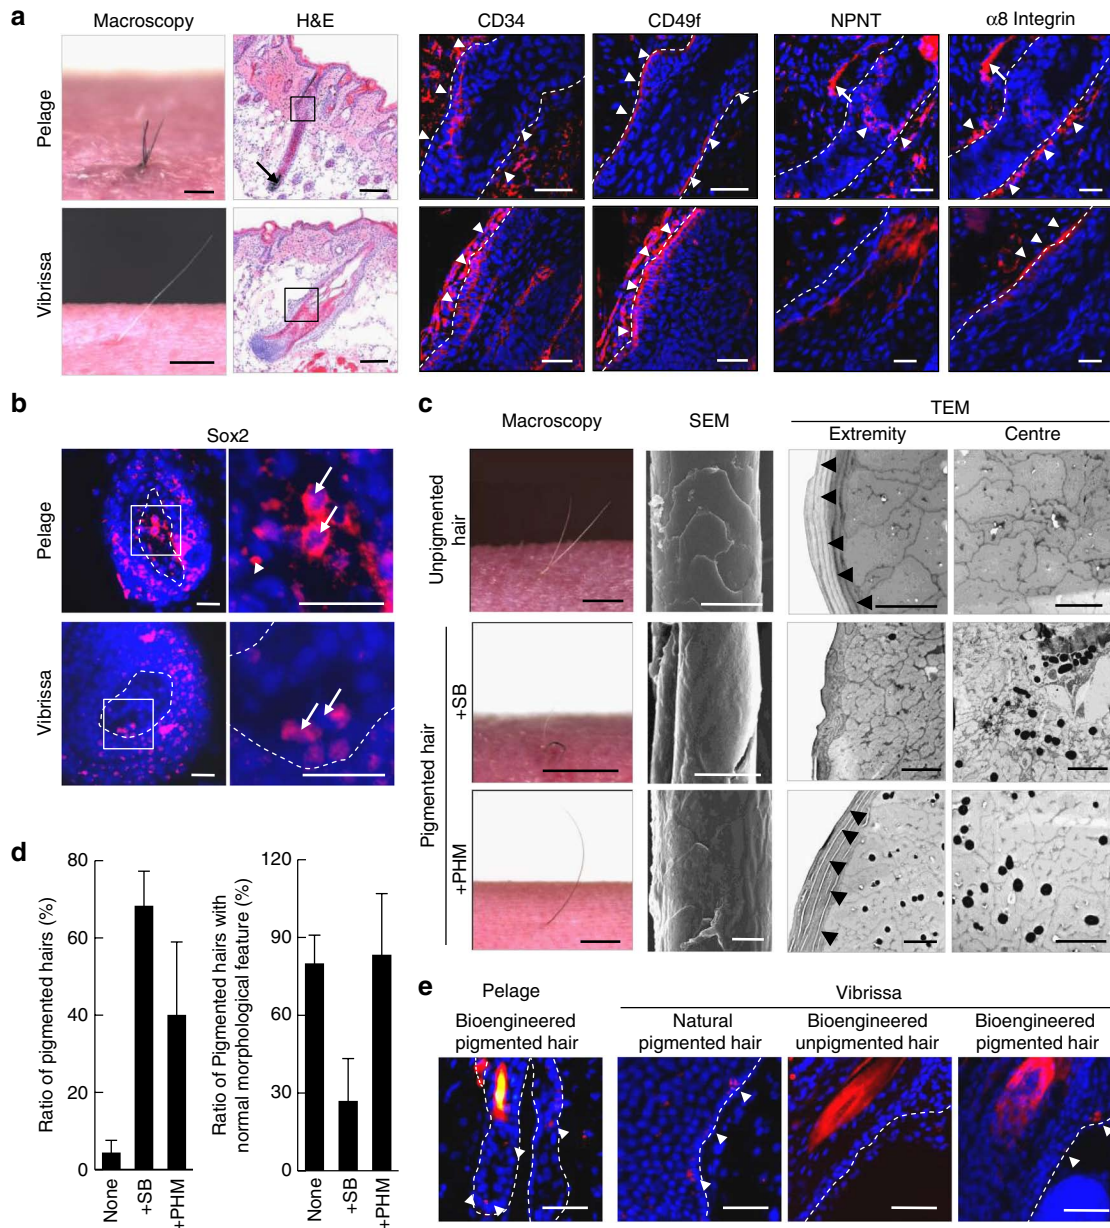 a
Macroscopy
H&E
CD34
CD49f
NPNT
α8 Integrin
Pelage
Vibrissa
b
Sox2
Pelage
Vibrissa
c
Macroscopy
SEM
TEM
Extremity
Centre
Unpigmented
hair
Pigmented hair
+SB
+PHM
d
Ratio of pigmented hairs (%)
80
60
40
20
0
None
+SB
+PHM
Ratio of Pigmented hairs with
normal morphological feature (%)
120
90
60
30
0
None
+SB
+PHM
e
Pelage
Vibrissa
Bioengineered
pigmented hair
Natural
pigmented hair
Bioengineered
unpigmented hair
Bioengineered
pigmented hair